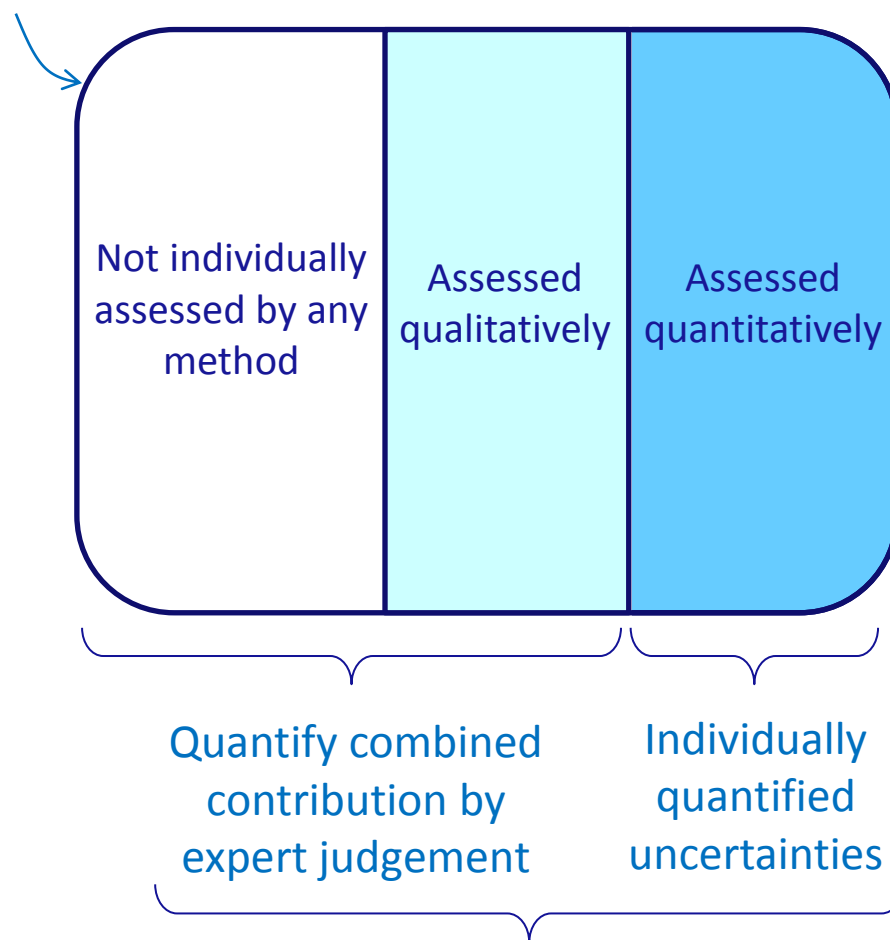 Not individually
assessed by any
method
Assessed
qualitatively
Assessed
quantitatively
Quantify combined
contribution by
expert judgement
Individually
quantified
uncertainties